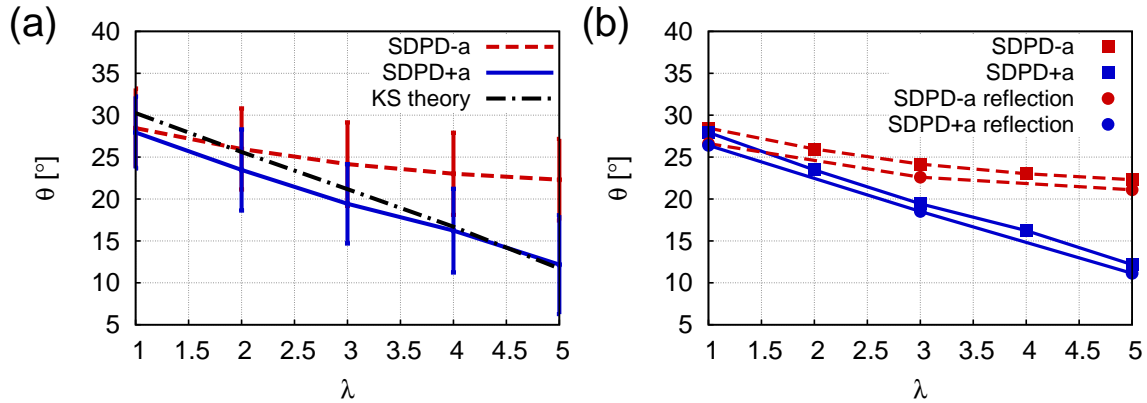 (a)
40
35
30
25
20
15
10
5
θ [°]
1 1.5 2 2.5 3 3.5 4 4.5 5
λ
SDPD-a
SDPD+a
KS theory
(b)
40
35
30
25
20
15
10
5
θ [°]
1 1.5 2 2.5 3 3.5 4 4.5 5
λ
SDPD-a
SDPD+a
SDPD-a reflection
SDPD+a reflection